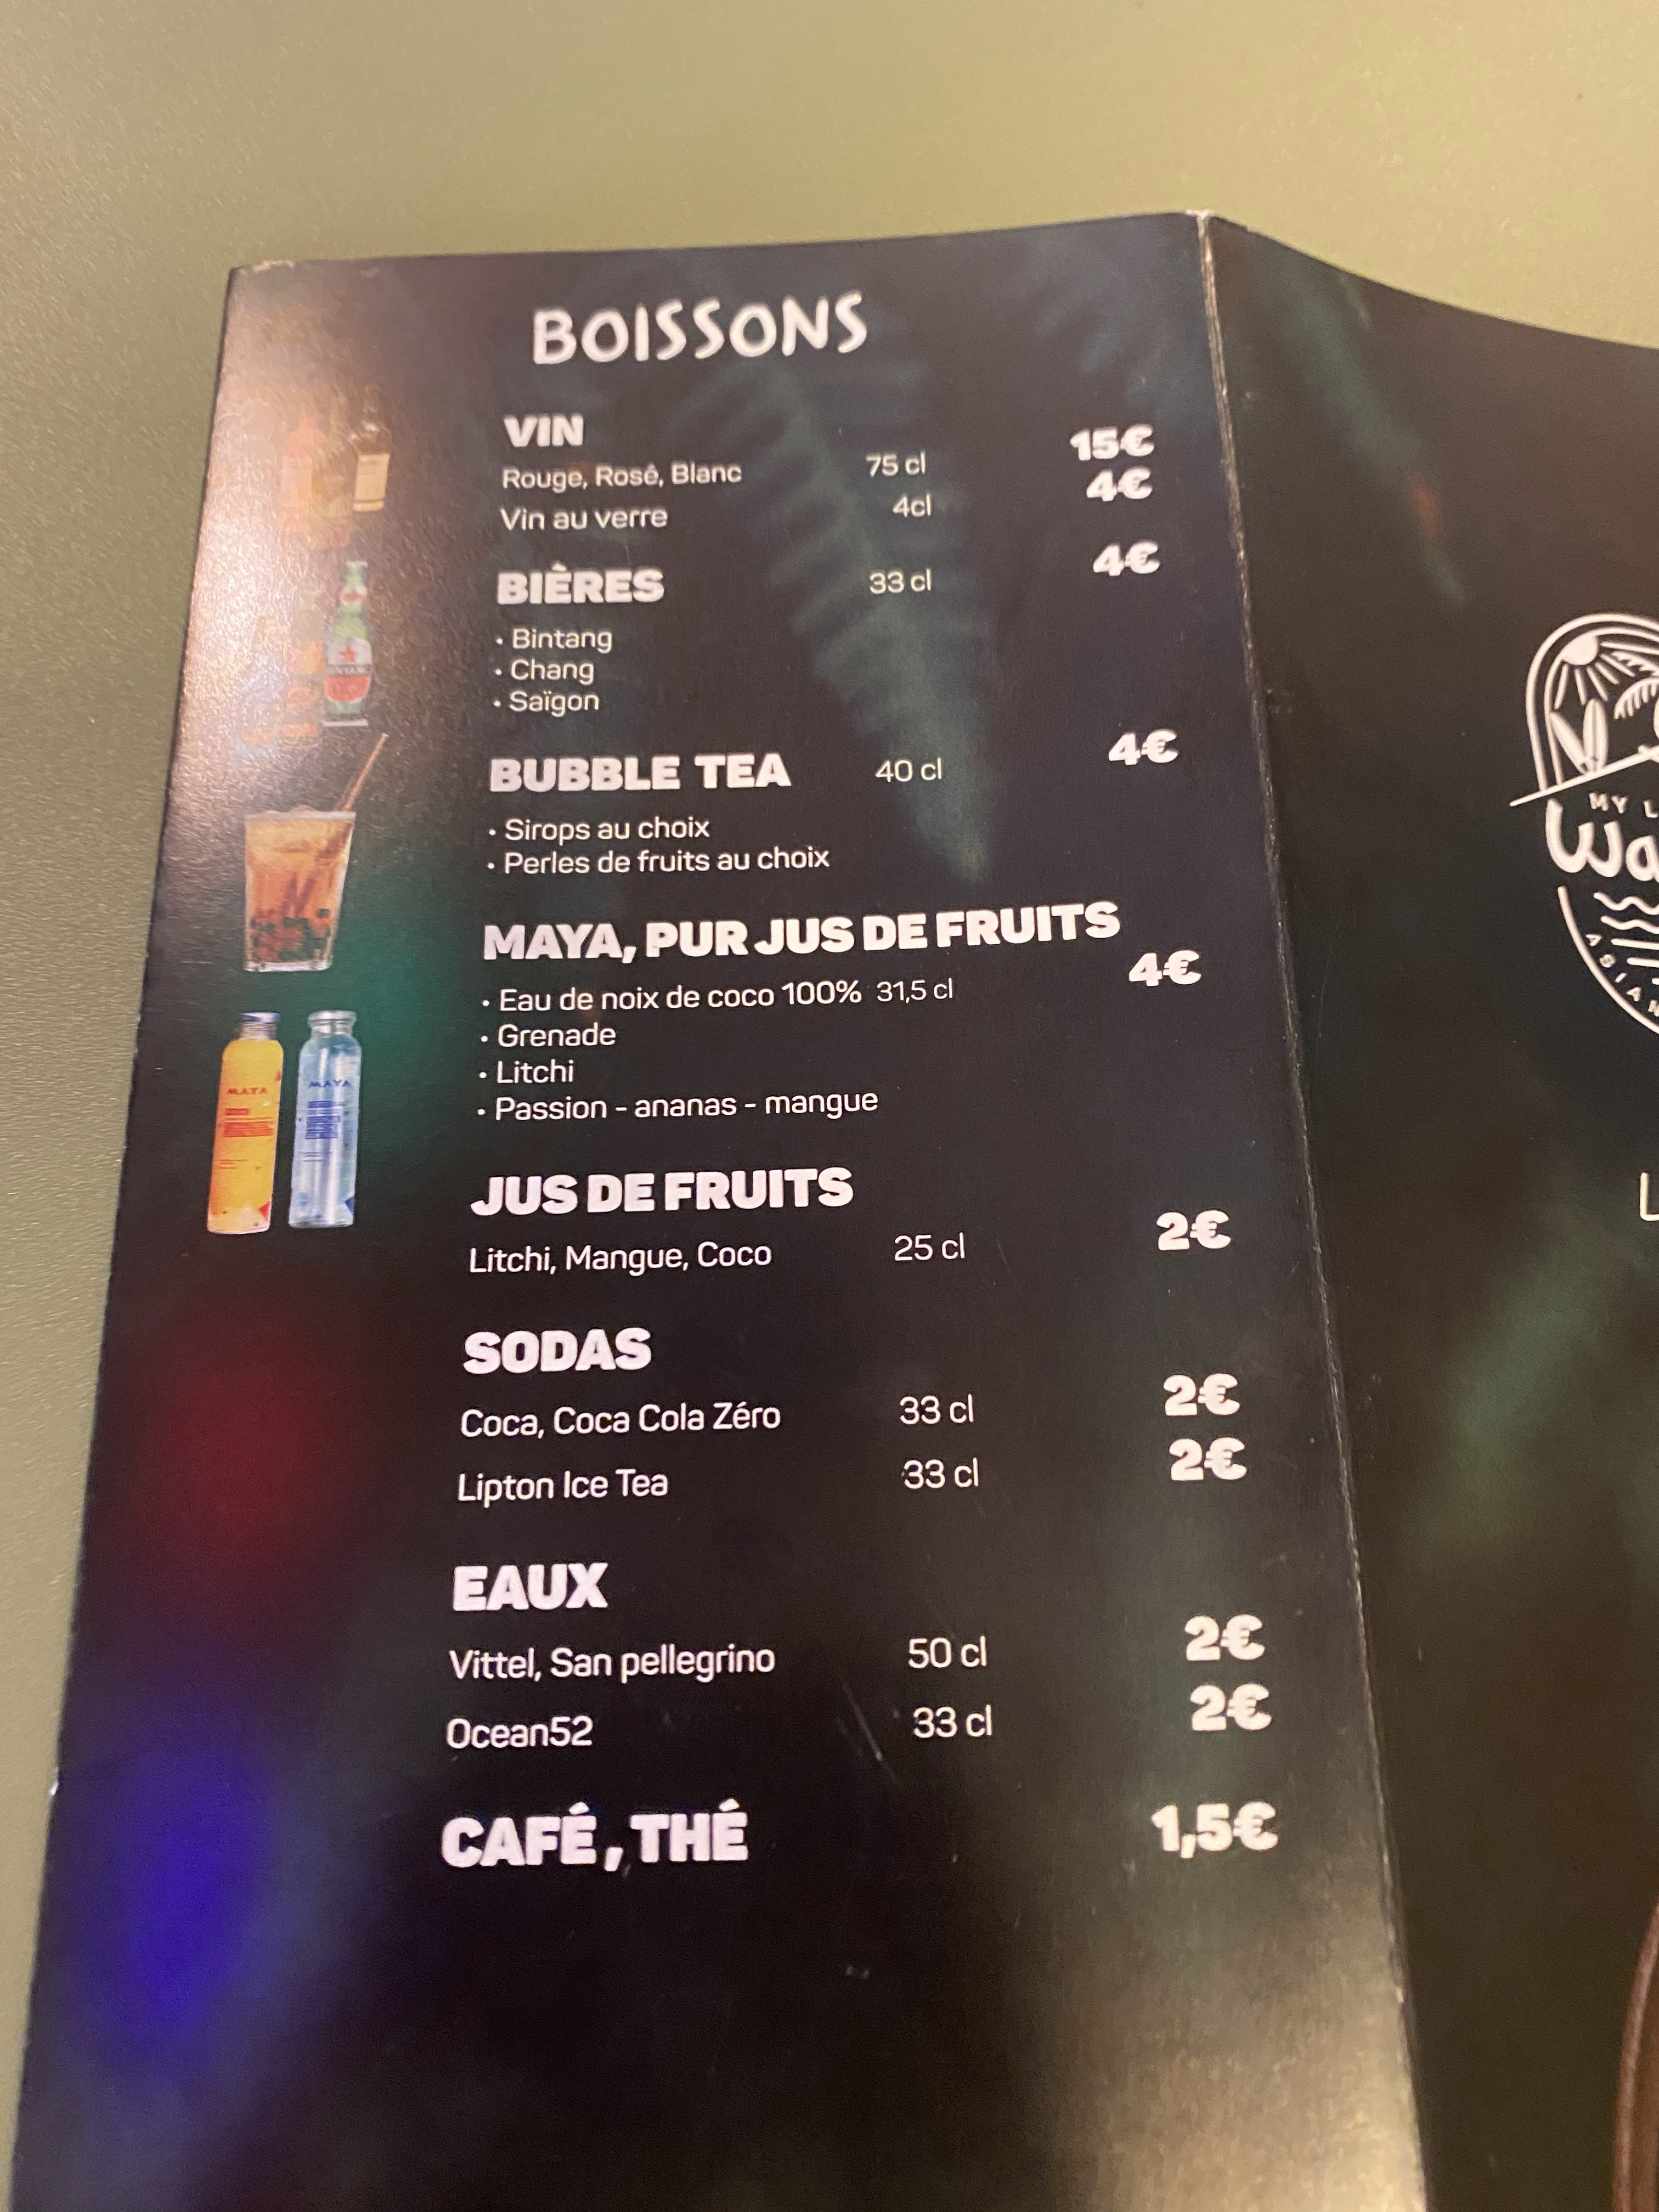 BOISSONS
VIN
Rouge, Rosé, Blanc 75 cl 15€
Vin au verre 4cl 4€
BIÈRES 33 cl 4€
• Bintang
• Chang
• Saïgon
BUBBLE TEA 40 cl 4€
• Sirops au choix
• Perles de fruits au choix
MAYA, PUR JUS DE FRUITS
• Eau de noix de coco 100% 31,5 cl 4€
• Grenade
• Litchi
• Passion - ananas - mangue
MAYA
MAYA
JUS DE FRUITS
Litchi, Mangue, Coco 25 cl 2€
SODAS
Coca, Coca Cola Zéro 33 cl 2€
Lipton Ice Tea 33 cl 2€
EAUX
Vittel, San pellegrino 50 cl 2€
Ocean52 33 cl 2€
CAFÉ, THÉ 1,5€
MY